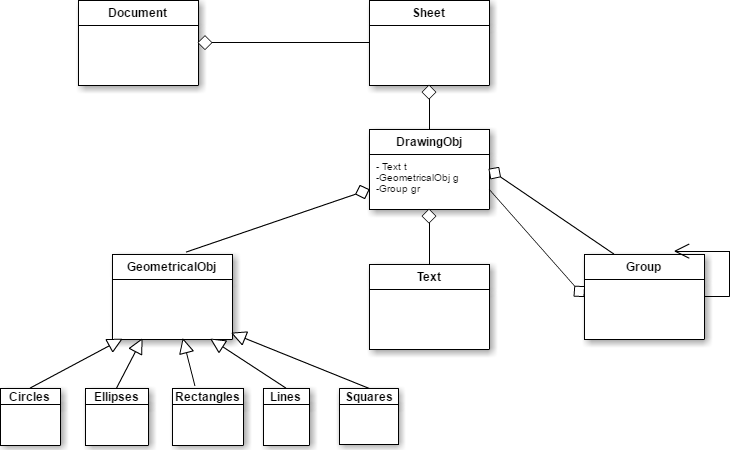 Document
Sheet
DrawingObj
- Text t
-GeometricalObj g
-Group gr
GeometricalObj
Text
Group
Circles
Ellipses
Rectangles
Lines
Squares